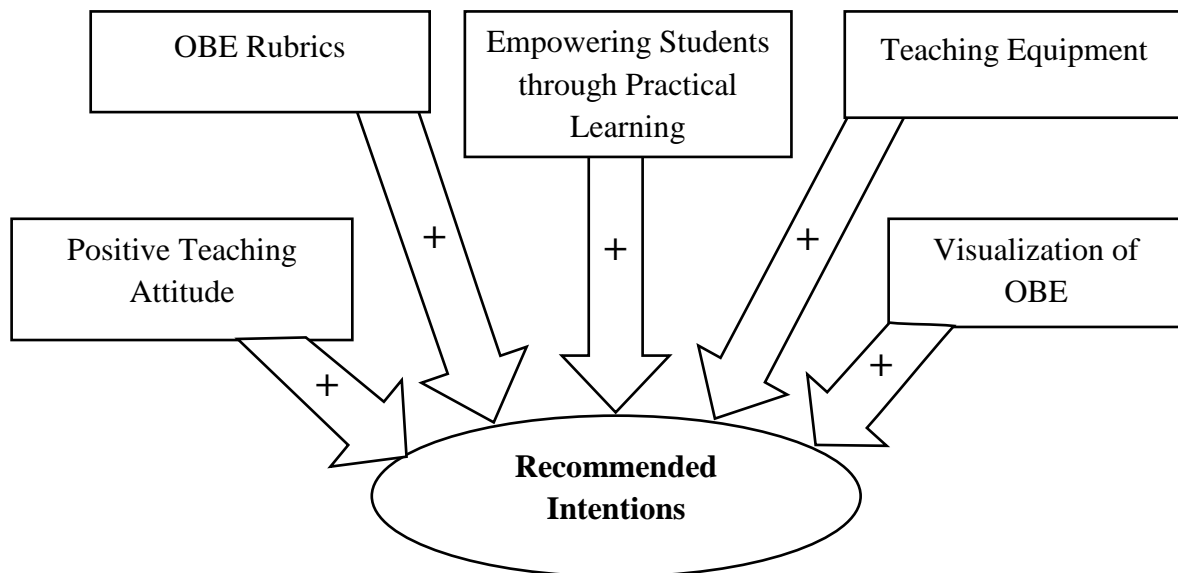 OBE Rubrics
Empowering Students
through Practical
Learning
Teaching Equipment
Positive Teaching
Attitude
Visualization of
OBE
+
+
+
+
+
Recommended
Intentions